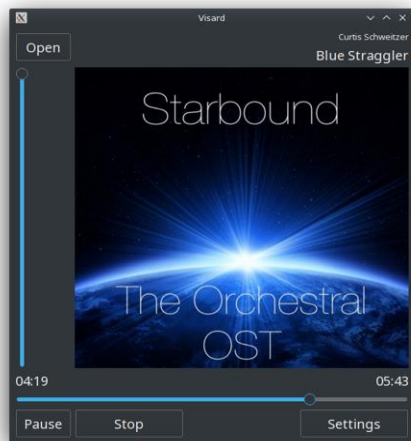 Visard
Open
Curtis Schweitzer
Blue Straggler
Starbound
The Orchestral
OST
04:19
05:43
Pause
Stop
Settings